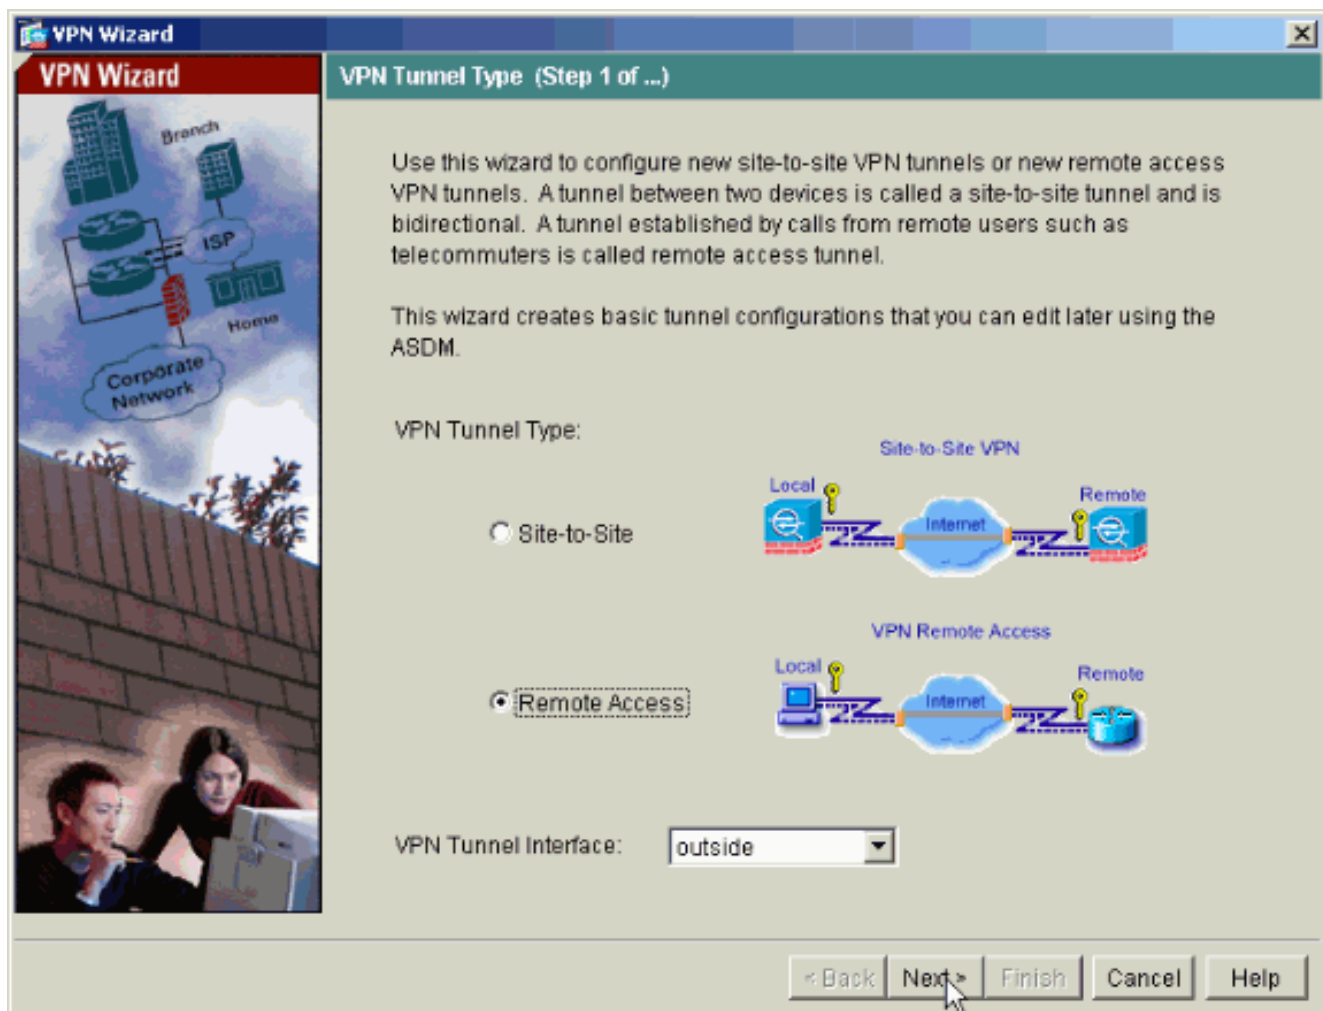 VPN Wizard
VPN Wizard
VPN Tunnel Type (Step 1 of ...)
Branch
ISP
Home
Corporate
Network
Use this wizard to configure new site-to-site VPN tunnels or new remote access
VPN tunnels. A tunnel between two devices is called a site-to-site tunnel and is
bidirectional. A tunnel established by calls from remote users such as
telecommuters is called remote access tunnel.
This wizard creates basic tunnel configurations that you can edit later using the
ASDM.
VPN Tunnel Type:
Site-to-Site VPN
Local
Remote
Internet
Site-to-Site
VPN Remote Access
Local
Remote
Internet
Remote Access
VPN Tunnel Interface:
outside
< Back
Next >
Finish
Cancel
Help